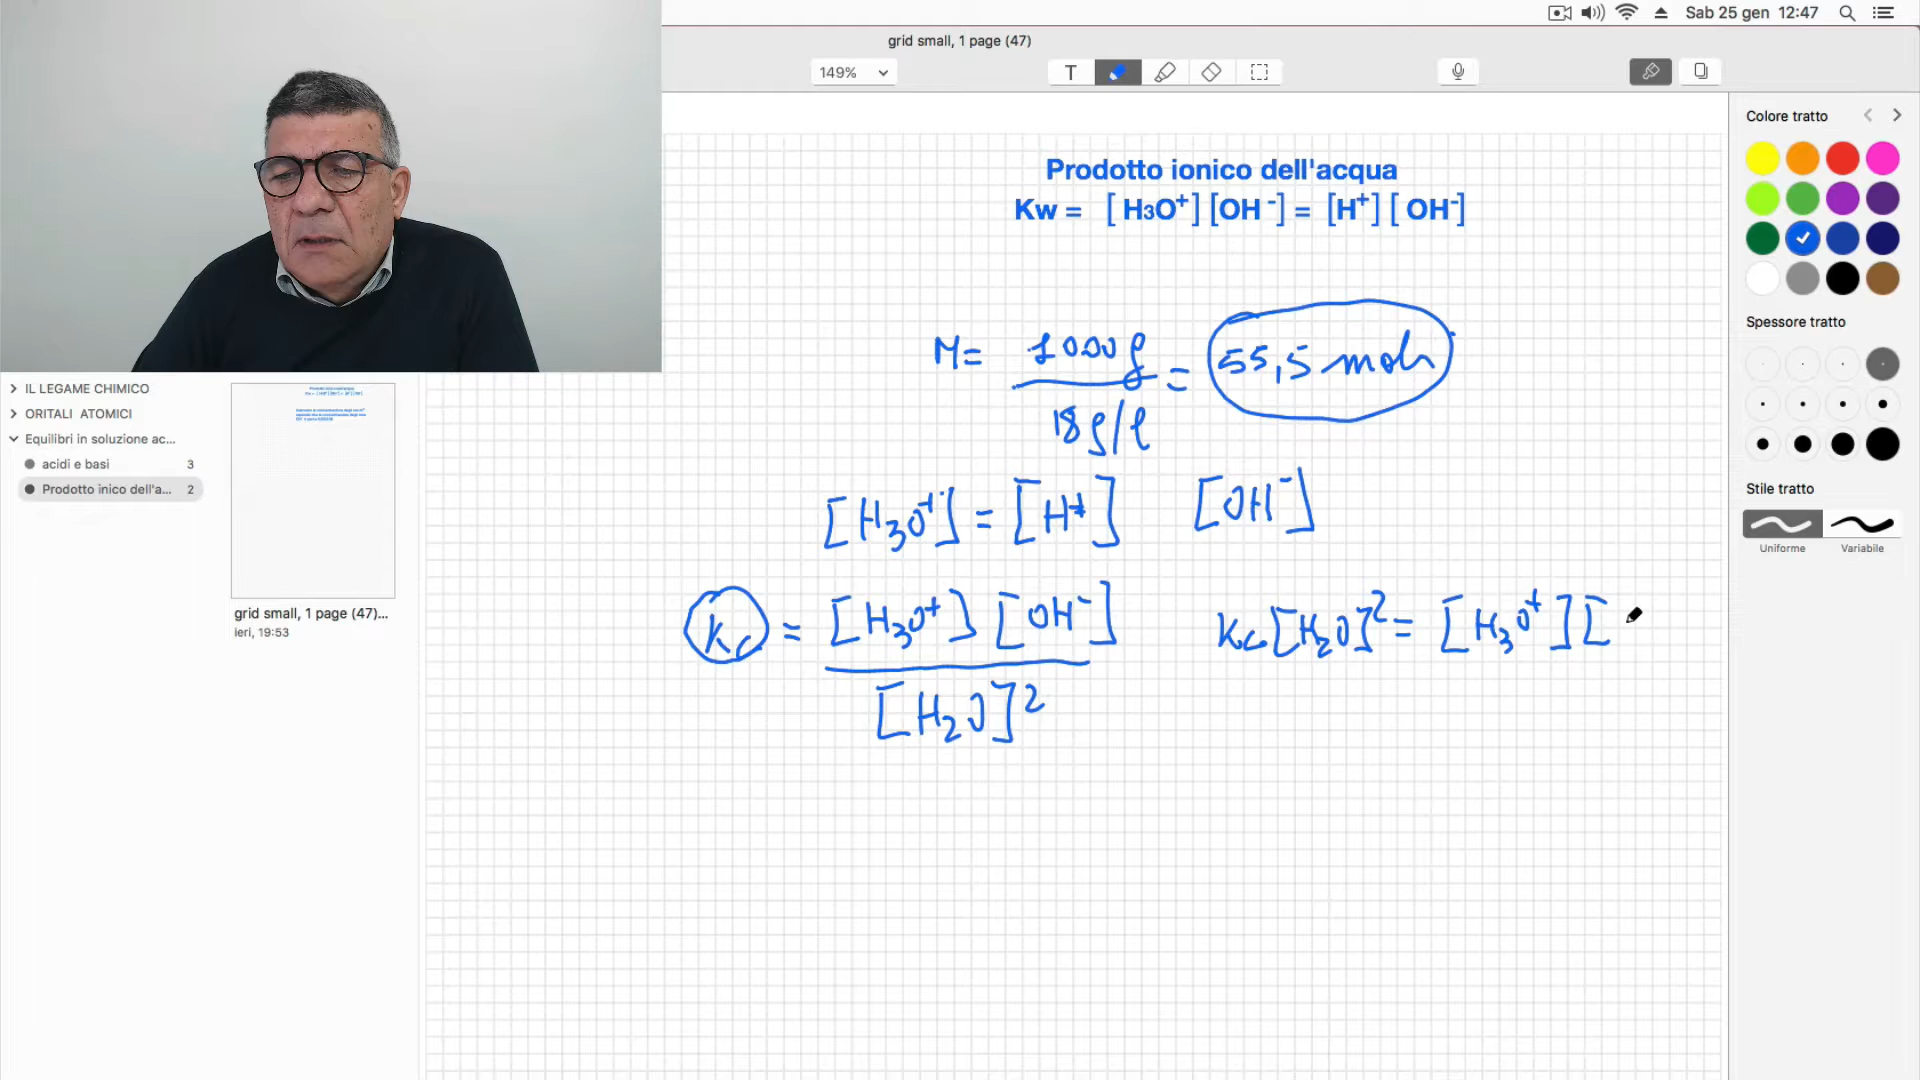 Sab 25 gen 12:47
grid small, 1 page (47)
149%
T
Colore tratto
Spessore tratto
Stile tratto
Uniforme
Variabile
IL LEGAME CHIMICO
ORITALI ATOMICI
Equilibri in soluzione ac...
acidi e basi 3
Prodotto inico dell'a... 2
grid small, 1 page (47)...
ieri, 19:53
Prodotto ionico dell'acqua
Kw = [ H3O+] [OH -] = [H+] [ OH-]
M= 1000 g / 18 g/l = 55,5 moli
[H3O+] = [H+] [OH-]
Kc = [H3O+] [OH-] / [H2O]2
Kc [H2O]2 = [H3O+] [